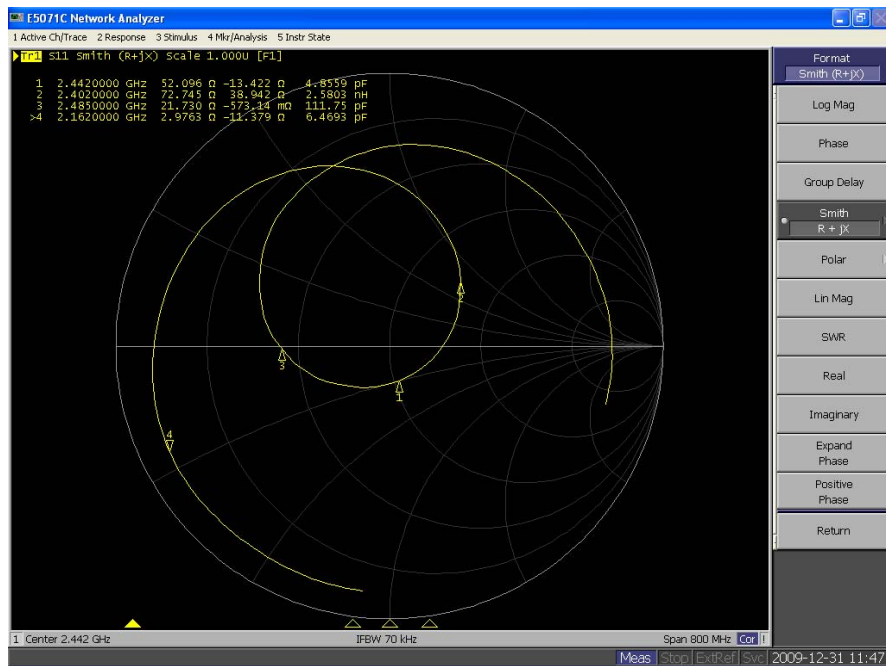 E5071C Network Analyzer
1 Active Ch/Trace 2 Response 3 Stimulus 4 Mkr/Analysis 5 Instr State
Tr1 S11 Smith (R+jX) Scale 1.000U [F1]
1 2.4420000 GHz 52.096 Ω -13.422 Ω 4.8559 pF
2 2.4020000 GHz 72.745 Ω 38.942 Ω 2.5803 nH
3 2.4850000 GHz 21.730 Ω -573.14 mΩ 111.75 pF
>4 2.1620000 GHz 2.9763 Ω -11.379 Ω 6.4693 pF
4
2
3
1
Format
Smith (R+jX)
Log Mag
Phase
Group Delay
Smith
R + jX
Polar
Lin Mag
SWR
Real
Imaginary
Expand
Phase
Positive
Phase
Return
1 Center 2.442 GHz IFBW 70 kHz Span 800 MHz Cor !
Meas Stop ExtRef Svc 2009-12-31 11:47